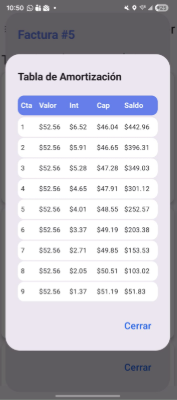 10:50
Factura #5
Tabla de Amortización
Cta Valor Int Cap Saldo
1 $52.56 $6.52 $46.04 $442.96
2 $52.56 $5.91 $46.65 $396.31
3 $52.56 $5.28 $47.28 $349.03
4 $52.56 $4.65 $47.91 $301.12
5 $52.56 $4.01 $48.55 $252.57
6 $52.56 $3.37 $49.19 $203.38
7 $52.56 $2.71 $49.85 $153.53
8 $52.56 $2.05 $50.51 $103.02
9 $52.56 $1.37 $51.19 $51.83
Cerrar
Cerrar